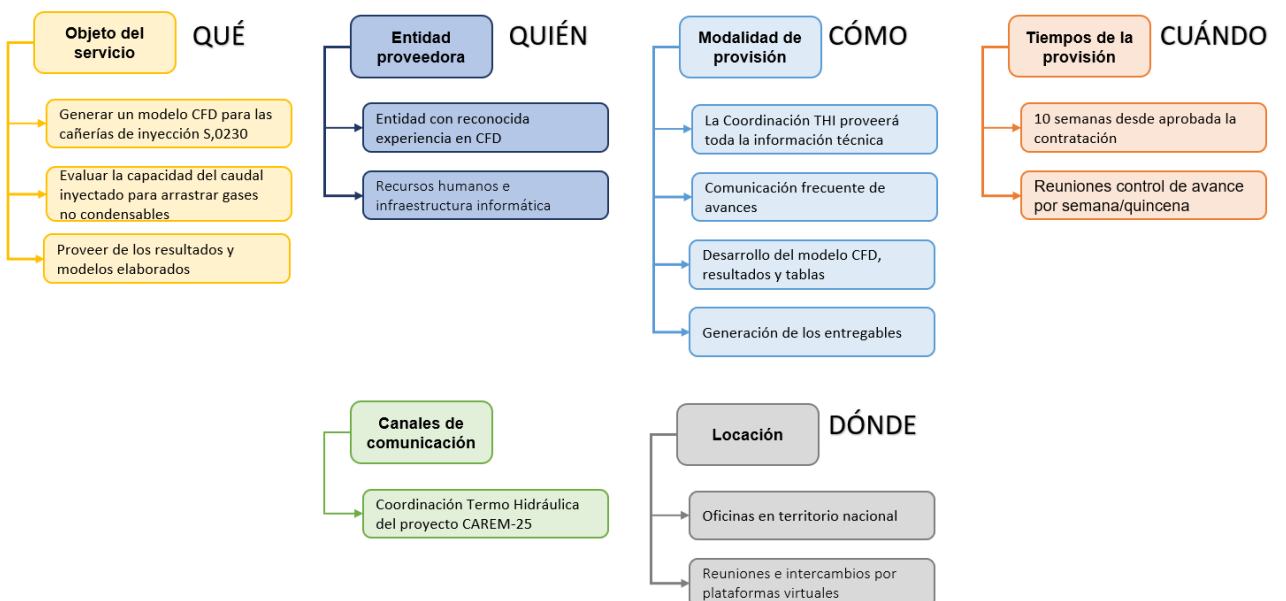 Objeto del
servicio
QUÉ
Generar un modelo CFD para las
cañerías de inyección S,0230
Evaluar la capacidad del caudal
inyectado para arrastrar gases
no condensables
Proveer de los resultados y
modelos elaborados
Entidad
proveedora
QUIÉN
Entidad con reconocida
experiencia en CFD
Recursos humanos e
infraestructura informática
Modalidad de
provisión
CÓMO
La Coordinación THI proveerá
toda la información técnica
Comunicación frecuente de
avances
Desarrollo del modelo CFD,
resultados y tablas
Generación de los entregables
Tiempos de la
provisión
CUÁNDO
10 semanas desde aprobada la
contratación
Reuniones control de avance
por semana/quincena
Canales de
comunicación
Coordinación Termo Hidráulica
del proyecto CAREM-25
Locación
DÓNDE
Oficinas en territorio nacional
Reuniones e intercambios por
plataformas virtuales